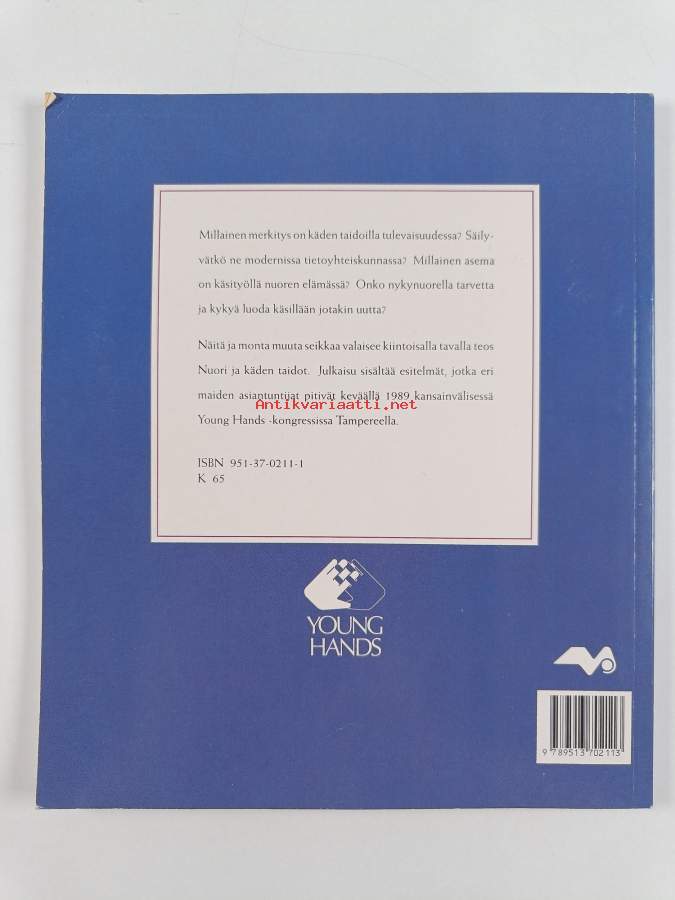 Millainen merkitys on käden taidoilla tulevaisuudessa? Säily-
vätkö ne modernissa tietoyhteiskunnassa? Millainen asema
on käsityöllä nuoren elämässä? Onko nykynuorella tarvetta
ja kykyä luoda käsillään jotakin uutta?
Näitä ja monta muuta seikkaa valaisee kiintoisalla tavalla teos
Nuori ja käden taidot. Julkaisu sisältää esitelmät, jotka eri
maiden asiantuntijat pitivät keväällä 1989 kansainvälisessä
Antikvariaatti.net
Young Hands -kongressissa Tampereella.
ISBN 951-37-0211-1
K 65
YOUNG
HANDS
9 789513 702113